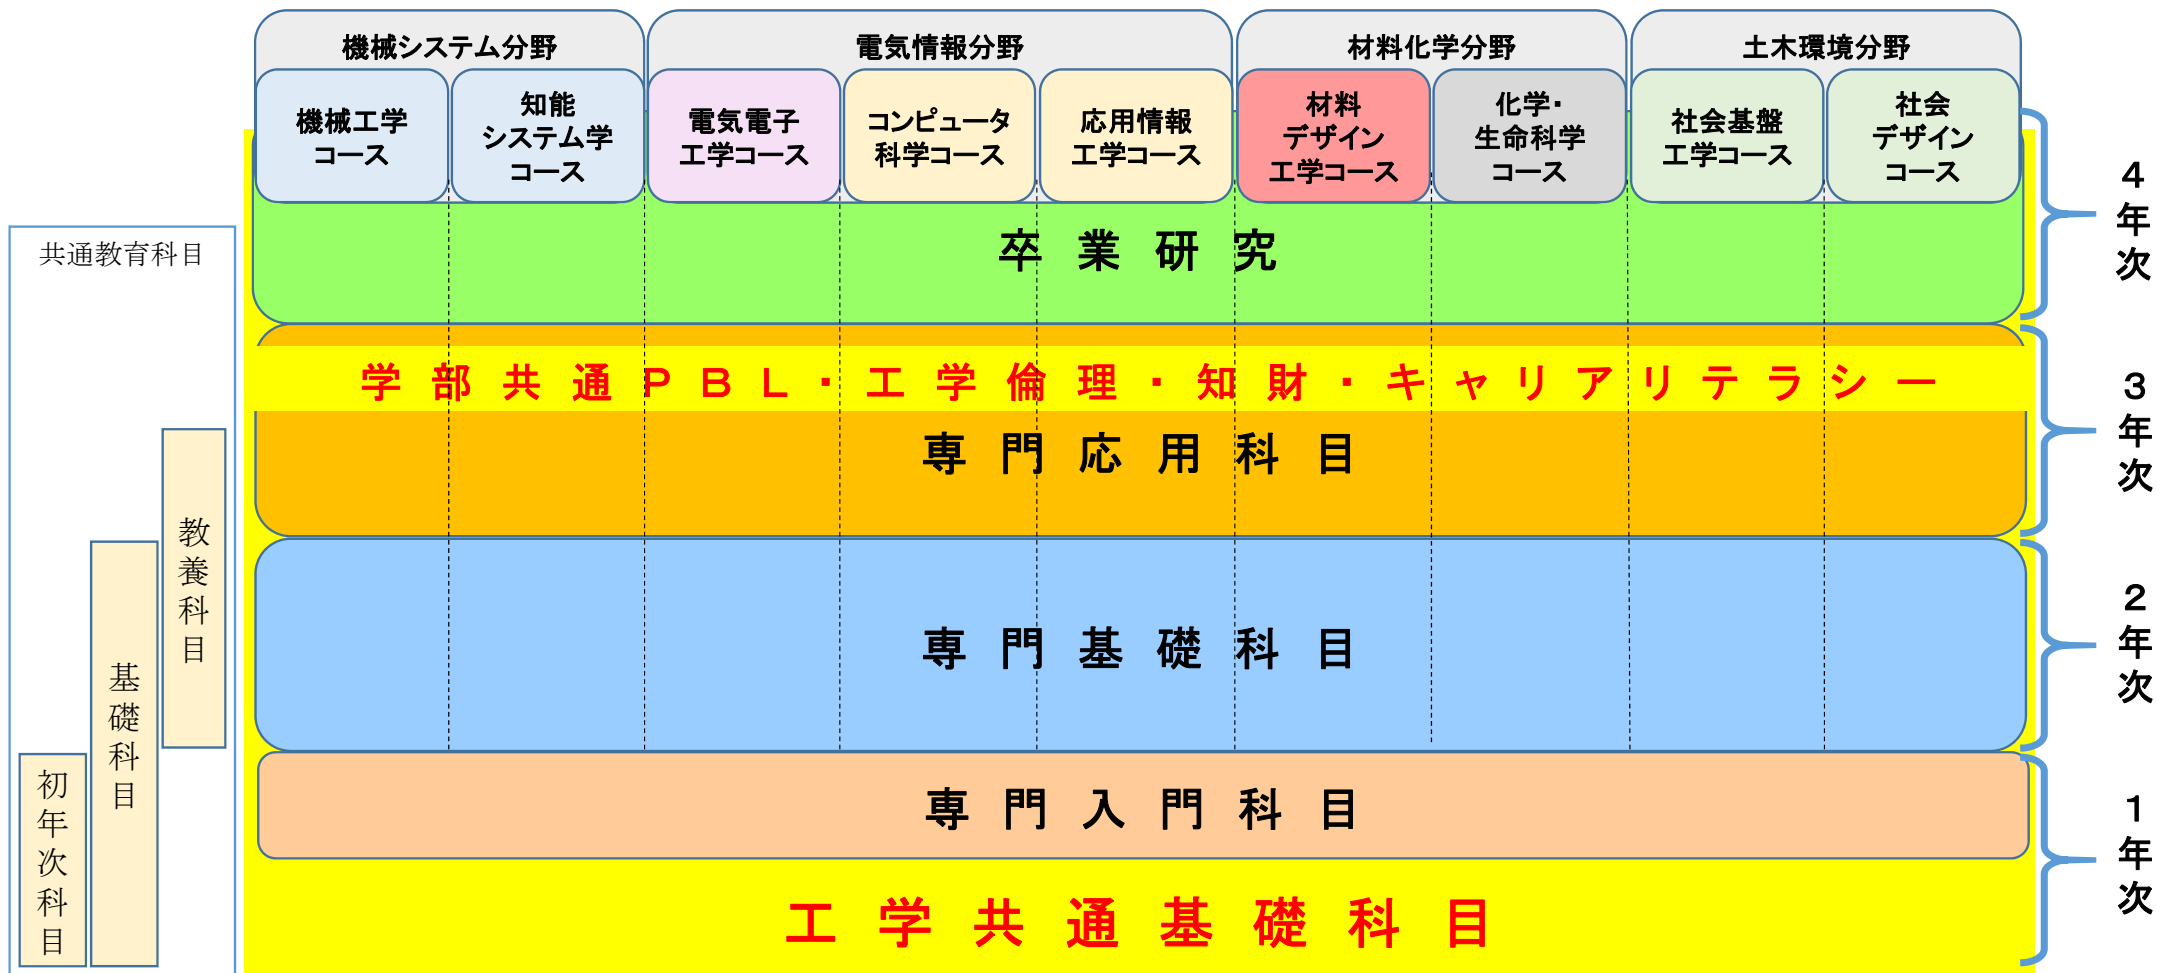 機械システム分野
電気情報分野
材料化学分野
土木環境分野
機械工学
コース
知能
システム学
コース
電気電子
工学コース
コンピュータ
科学コース
応用情報
工学コース
材料
デザイン
工学コース
化学・
生命科学
コース
社会基盤
工学コース
社会
デザイン
コース
卒業研究
4年次
共通教育科目
学部共通PBL・工学倫理・知財・キャリアリテラシー
専門応用科目
3年次
教養科目
専門基礎科目
2年次
基礎科目
専門入門科目
1年次
初年次科目
工学共通基礎科目